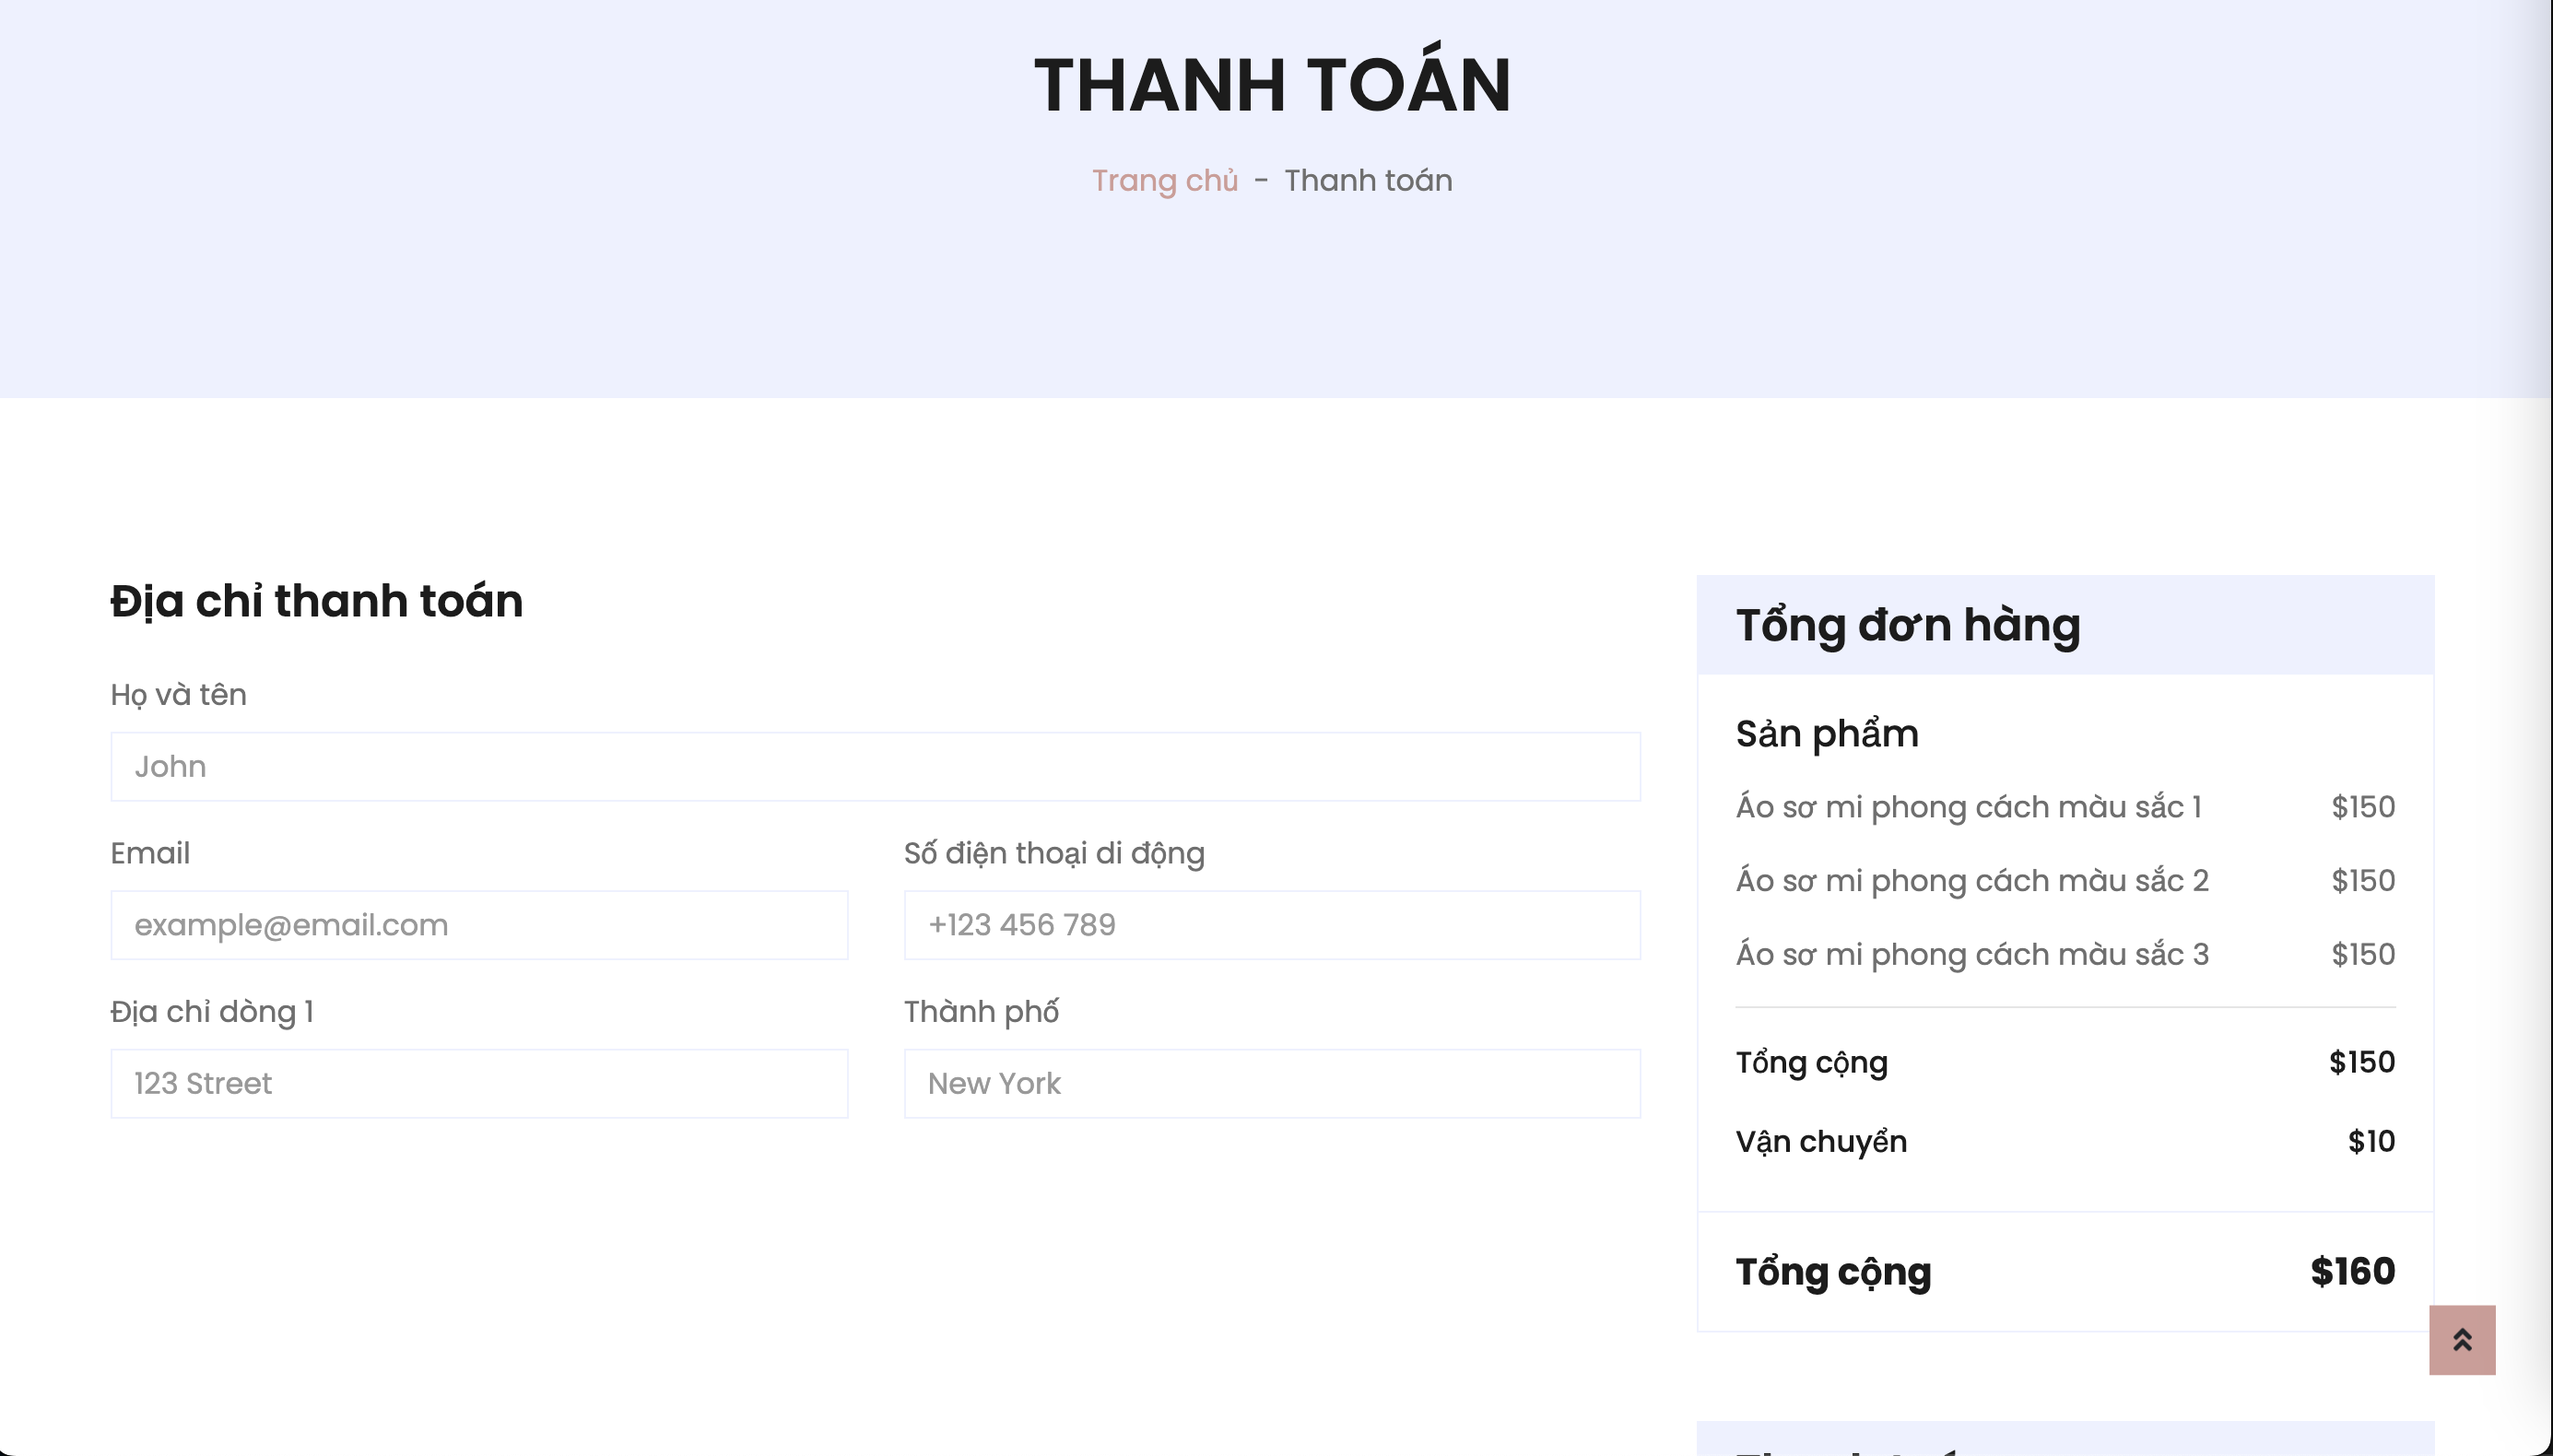 THANH TOÁN
Trang chủ - Thanh toán
Địa chỉ thanh toán
Họ và tên
John
Email
Số điện thoại di động
example@email.com
+123 456 789
Địa chỉ dòng 1
Thành phố
123 Street
New York
Tổng đơn hàng
Sản phẩm
Áo sơ mi phong cách màu sắc 1 $150
Áo sơ mi phong cách màu sắc 2 $150
Áo sơ mi phong cách màu sắc 3 $150
Tổng cộng $150
Vận chuyển $10
Tổng cộng $160